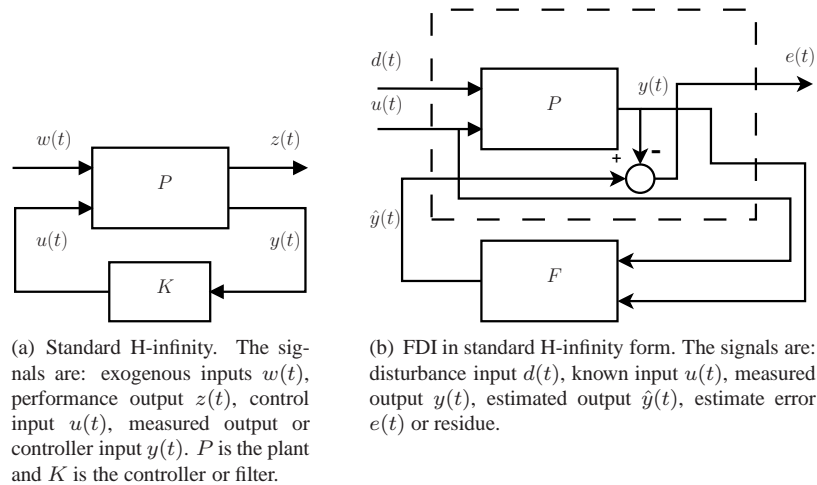 w(t)
z(t)
P
u(t)
y(t)
K
(a) Standard H-infinity. The sig-
nals are: exogenous inputs w(t),
performance output z(t), control
input u(t), measured output or
controller input y(t). P is the plant
and K is the controller or filter.
d(t)
u(t)
P
y(t)
e(t)
+
-
ŷ(t)
F
(b) FDI in standard H-infinity form. The signals are:
disturbance input d(t), known input u(t), measured
output y(t), estimated output ŷ(t), estimate error
e(t) or residue.